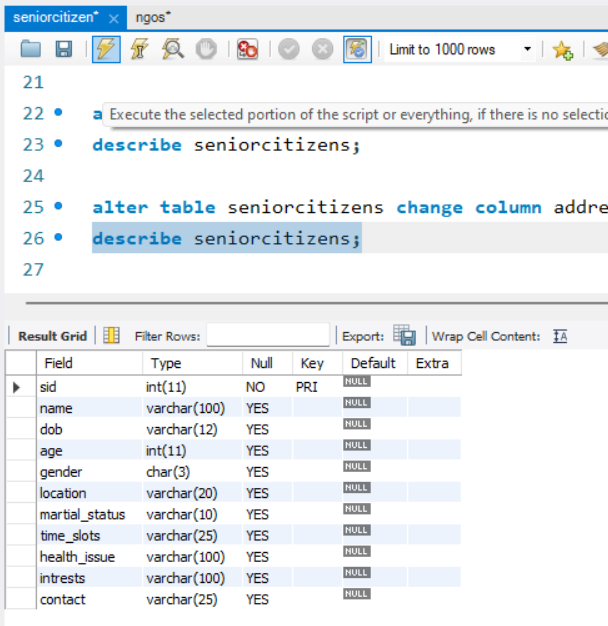 seniorcitizen* × ngos*
Limit to 1000 rows
21
22 a Execute the selected portion of the script or everything, if there is no selectio
23 describe seniorcitizens;
24
25 alter table seniorcitizens change column addre
26 describe seniorcitizens;
27
Result Grid Filter Rows: Export: Wrap Cell Content: IA
Field Type Null Key Default Extra
sid int(11) NO PRI NULL
name varchar(100) YES NULL
dob varchar(12) YES NULL
age int(11) YES NULL
gender char(3) YES NULL
location varchar(20) YES NULL
martial_status varchar(10) YES NULL
time_slots varchar(25) YES NULL
health_issue varchar(100) YES NULL
intrests varchar(100) YES NULL
contact varchar(25) YES NULL